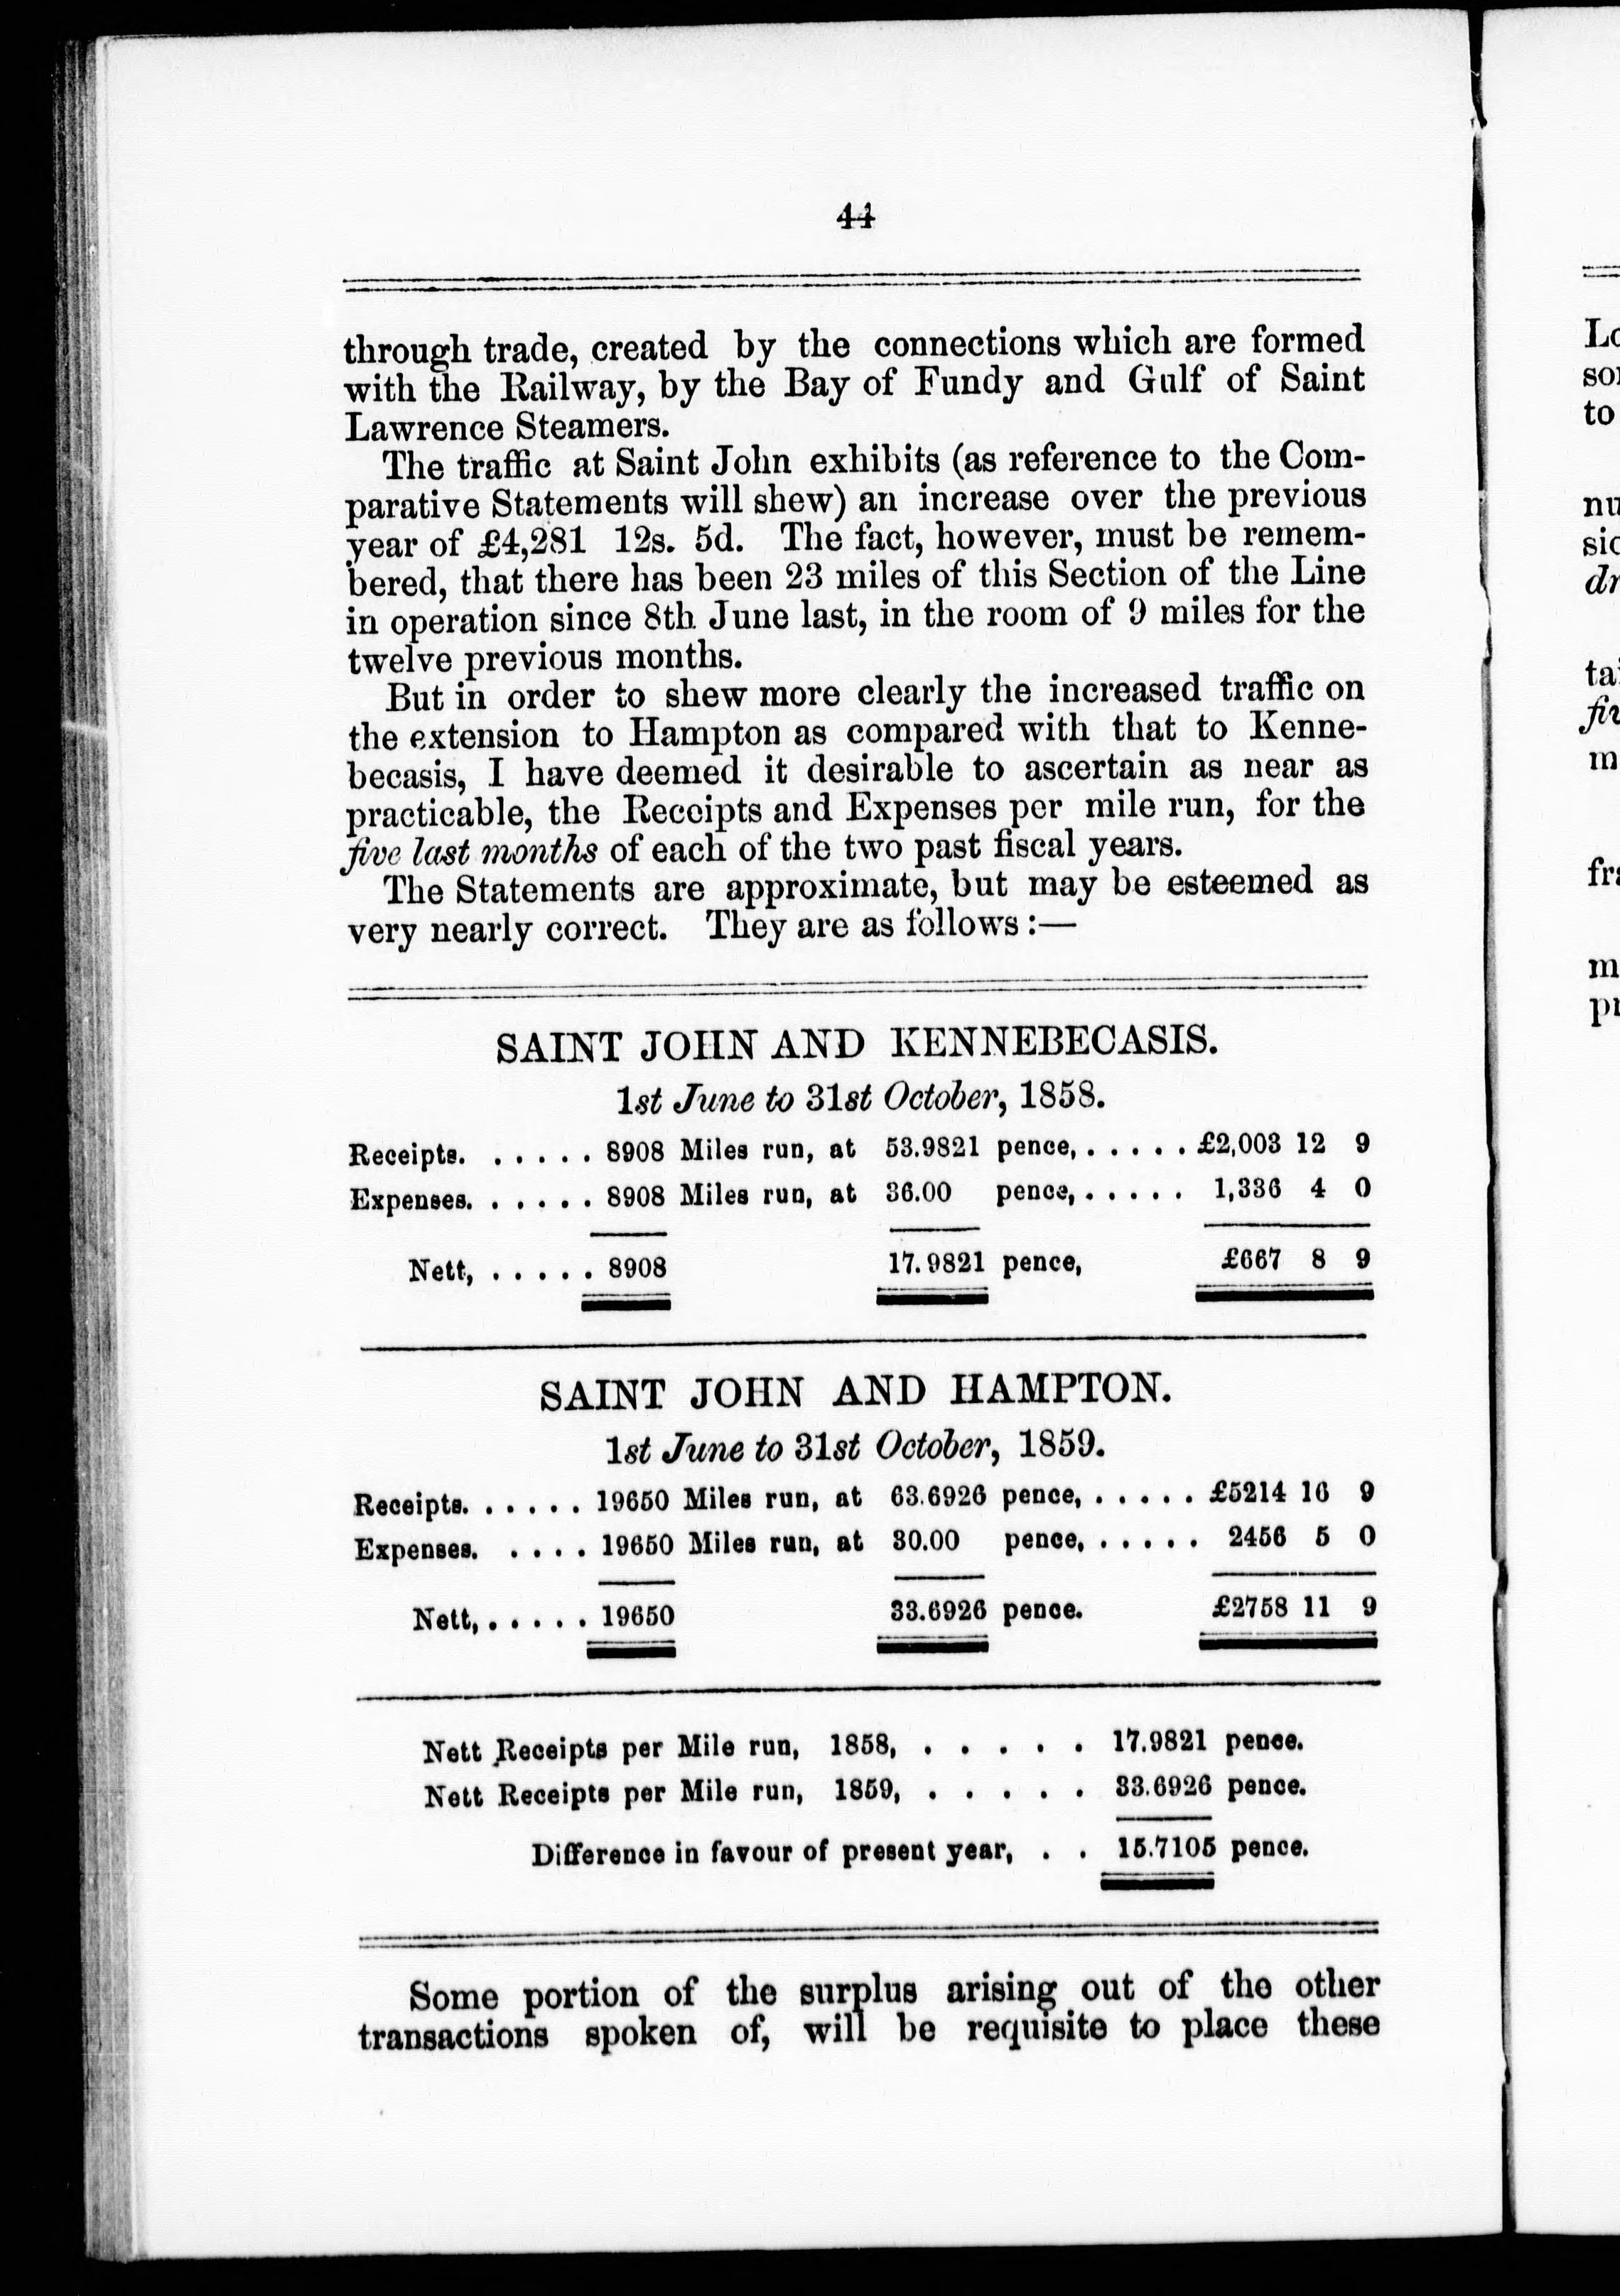 44
through trade, created by the connections which are formed
with the Railway, by the Bay of Fundy and Gulf of Saint
Lawrence Steamers.
The traffic at Saint John exhibits (as reference to the Com-
parative Statements will shew) an increase over the previous
year of £4,281 12s. 5d. The fact, however, must be remem-
bered, that there has been 23 miles of this Section of the Line
in operation since 8th June last, in the room of 9 miles for the
twelve previous months.
But in order to shew more clearly the increased traffic on
the extension to Hampton as compared with that to Kenne-
becasis, I have deemed it desirable to ascertain as near as
practicable, the Receipts and Expenses per mile run, for the
five last months of each of the two past fiscal years.
The Statements are approximate, but may be esteemed as
very nearly correct. They are as follows :—
SAINT JOHN AND KENNEBECASIS.
1st June to 31st October, 1858.
Receipts. . . . . . 8908 Miles run, at 53.9821 pence, . . . . . £2,003 12 9
Expenses. . . . . . 8908 Miles run, at 36.00 pence, . . . . . 1,336 4 0
Nett, . . . . . 8908 17.9821 pence, £667 8 9
SAINT JOHN AND HAMPTON.
1st June to 31st October, 1859.
Receipts. . . . . . 19650 Miles run, at 63.6926 pence, . . . . . £5214 16 9
Expenses. . . . . 19650 Miles run, at 30.00 pence, . . . . . 2456 5 0
Nett, . . . . . 19650 33.6926 pence. £2758 11 9
Nett Receipts per Mile run, 1858, . . . . . 17.9821 pence.
Nett Receipts per Mile run, 1859, . . . . . 33.6926 pence.
Difference in favour of present year, . . 15.7105 pence.
Some portion of the surplus arising out of the other
transactions spoken of, will be requisite to place these
to